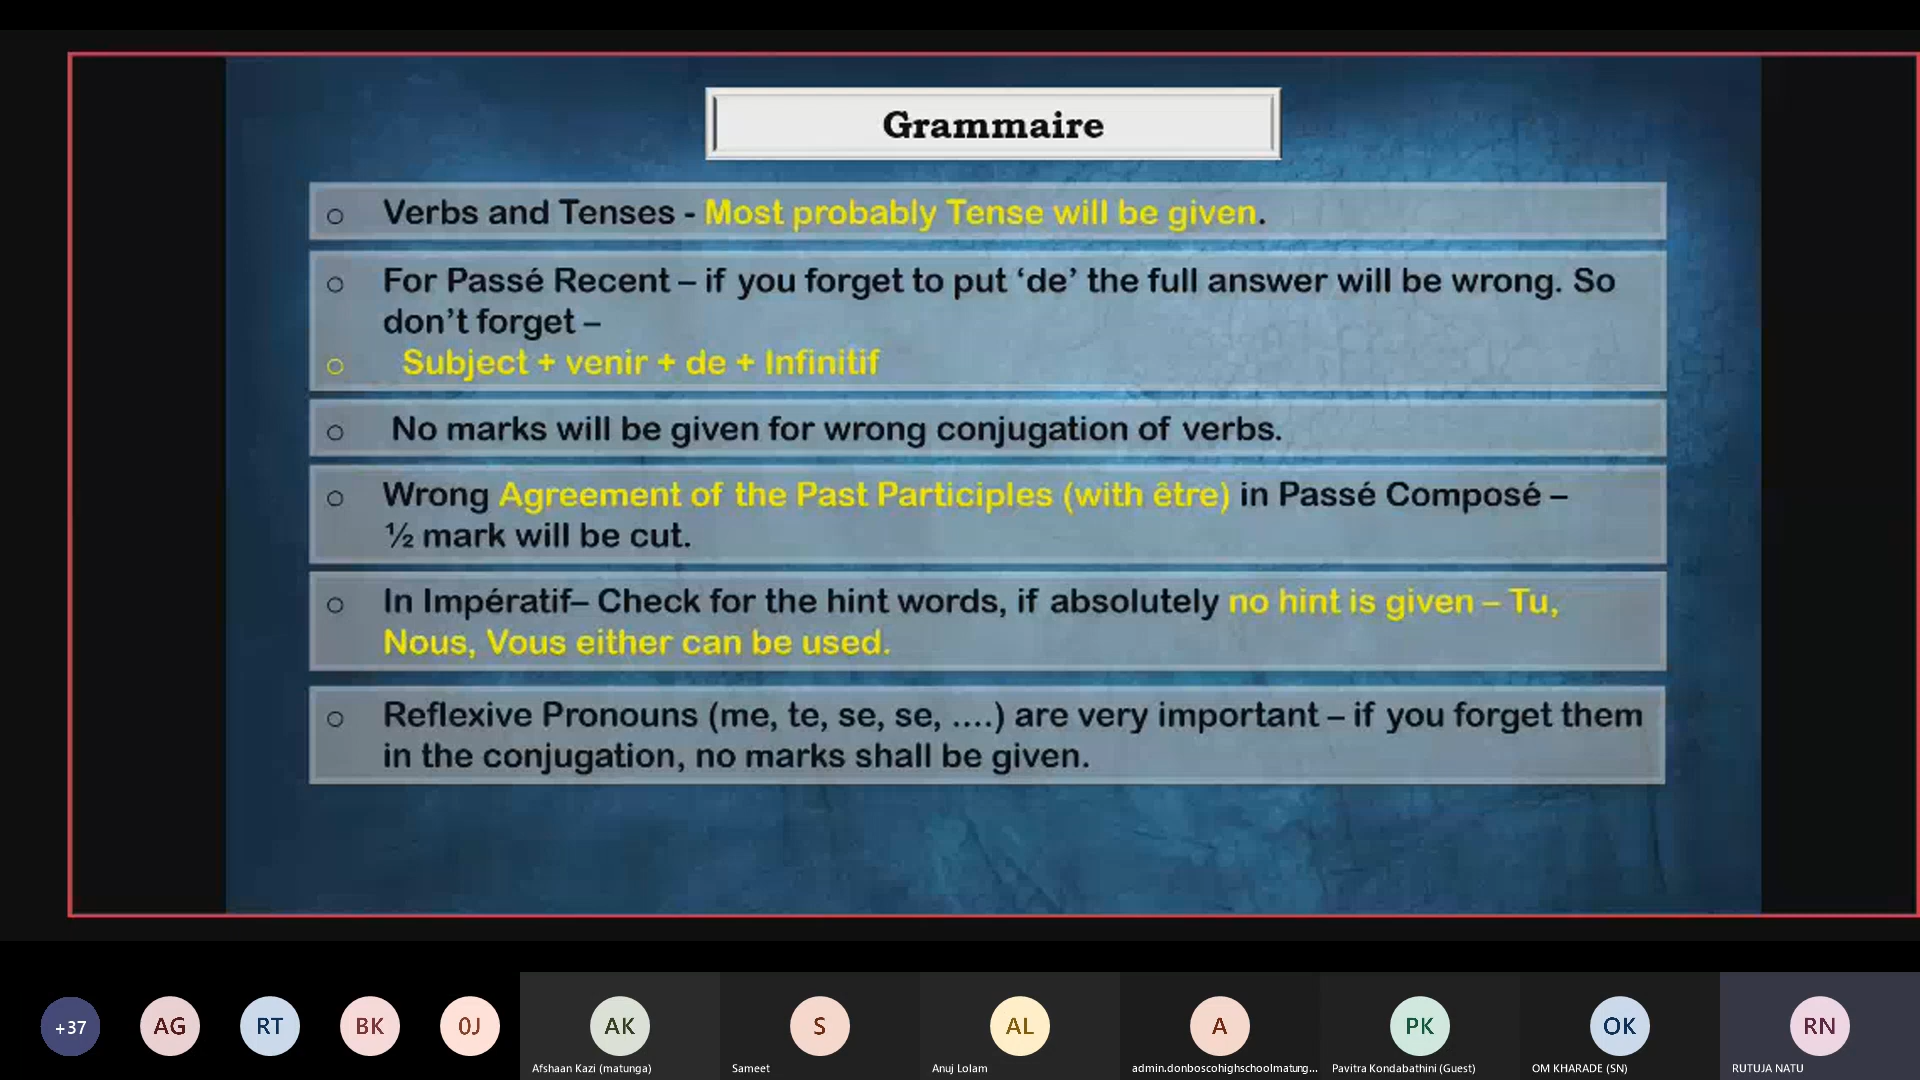 Grammaire
Verbs and Tenses - Most probably Tense will be given.
For Passé Recent – if you forget to put ‘de’ the full answer will be wrong. So
don’t forget –
Subject + venir + de + Infinitif
No marks will be given for wrong conjugation of verbs.
Wrong Agreement of the Past Participles (with être) in Passé Composé –
½ mark will be cut.
In Impératif– Check for the hint words, if absolutely no hint is given – Tu,
Nous, Vous either can be used.
Reflexive Pronouns (me, te, se, se, ....) are very important – if you forget them
in the conjugation, no marks shall be given.
+37 AG RT BK 0J AK S AL A PK OK RN
Afshaan Kazi (matunga) Sameet Anuj Lolam admin.donboscohighschoolmatung... Pavitra Kondabathini (Guest) OM KHARADE (SN) RUTUJA NATU